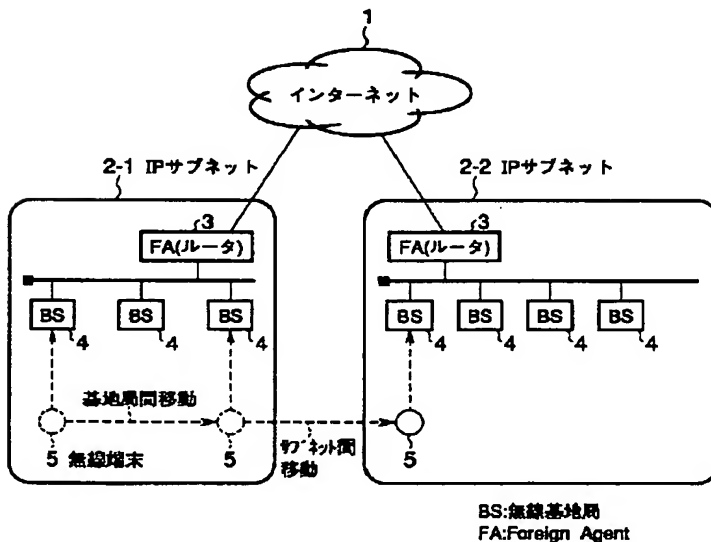 1
インターネット
2-1 IPサブネット
2-2 IPサブネット
3
FA(ルータ)
3
FA(ルータ)
BS
4
BS
4
BS
4
BS
4
BS
4
BS
4
BS
4
基地局間移動
5 無線端末
5
サブネット間
移動
5
BS:無線基地局
FA:Foreign Agent